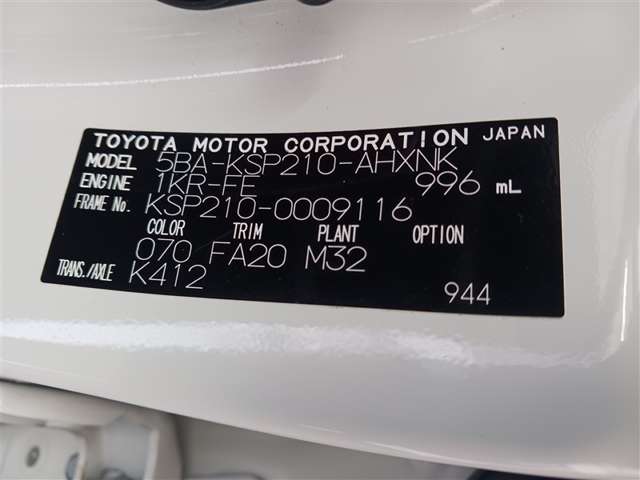 TOYOTA MOTOR CORPORATION JAPAN
MODEL 5BA-KSP210-AHXNK
ENGINE 1KR-FE 996 mL
FRAME No. KSP210-0009116
COLOR TRIM PLANT OPTION
070 FA20 M32
TRANS./AXLE K412
944